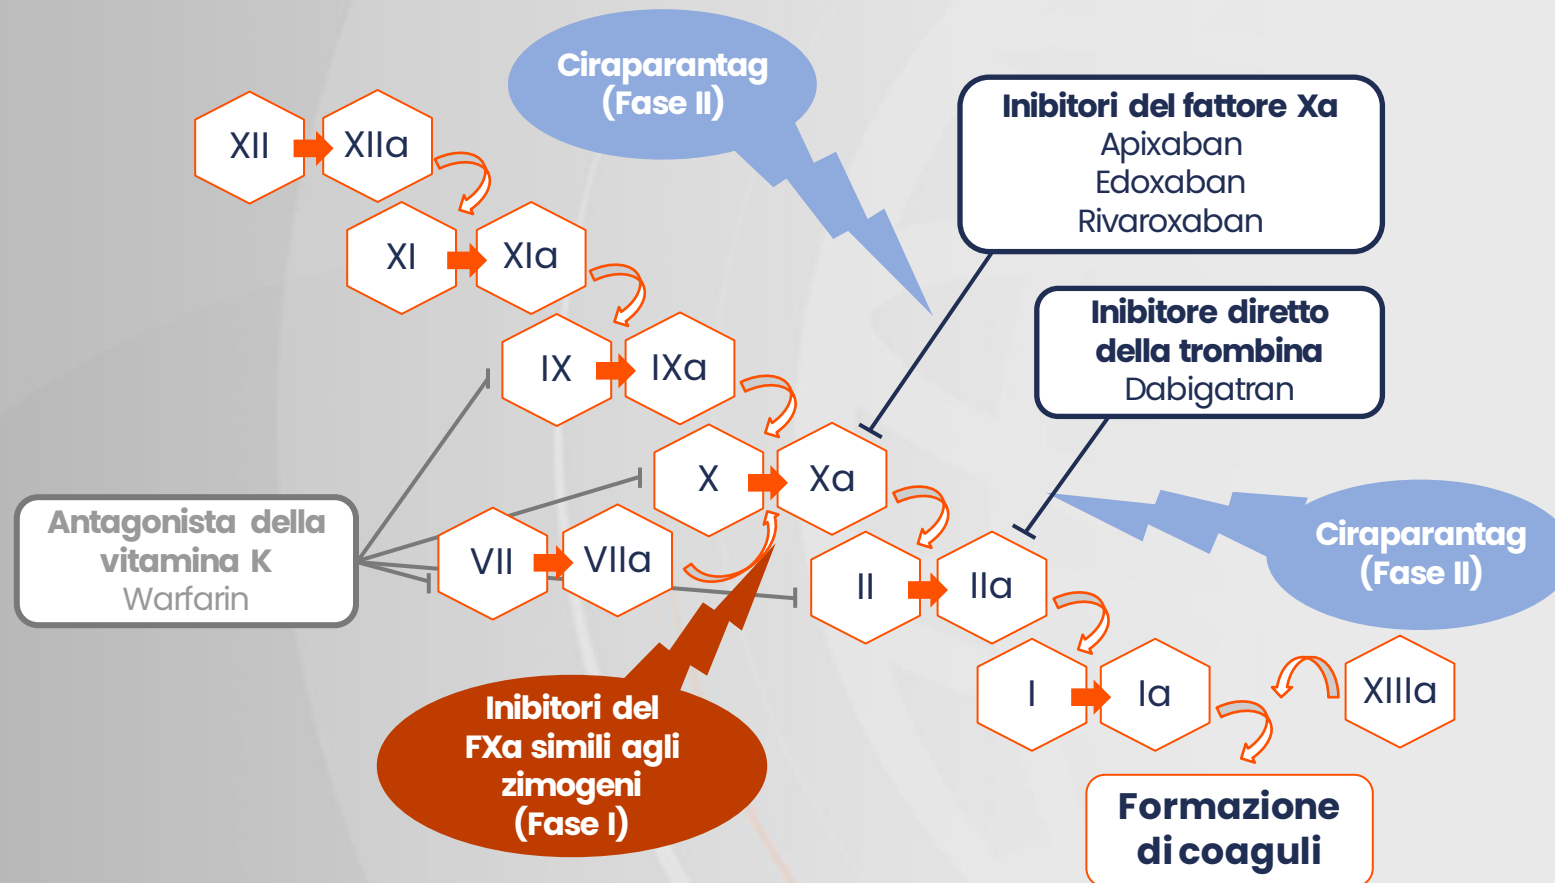 Ciraparantag
(Fase II)
Inibitori del fattore Xa
Apixaban
Edoxaban
Rivaroxaban
XII
XIIa
XI
XIa
Inibitore diretto
della trombina
Dabigatran
IX
IXa
X
Xa
Antagonista della
vitamina K
Warfarin
VII
VIIa
II
IIa
Ciraparantag
(Fase II)
I
Ia
XIIIa
Inibitori del
FXa simili agli
zimogeni
(Fase I)
Formazione
di coaguli